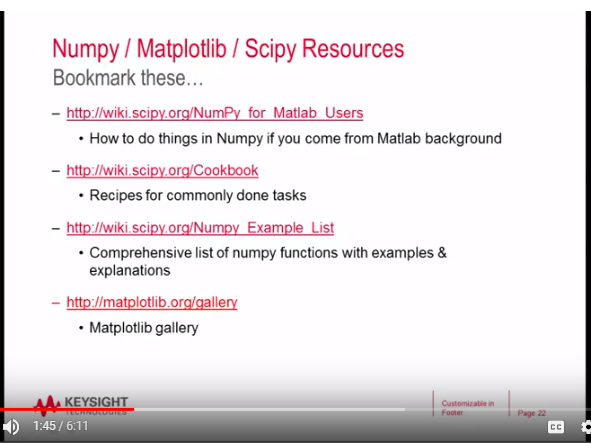 Numpy / Matplotlib / Scipy Resources
Bookmark these…
– http://wiki.scipy.org/NumPy_for_Matlab_Users
• How to do things in Numpy if you come from Matlab background
– http://wiki.scipy.org/Cookbook
• Recipes for commonly done tasks
– http://wiki.scipy.org/Numpy_Example_List
• Comprehensive list of numpy functions with examples &
explanations
– http://matplotlib.org/gallery
• Matplotlib gallery
KEYSIGHT
TECHNOLOGIES
Customizable in
Footer
Page 22
1:45 / 6:11
CC